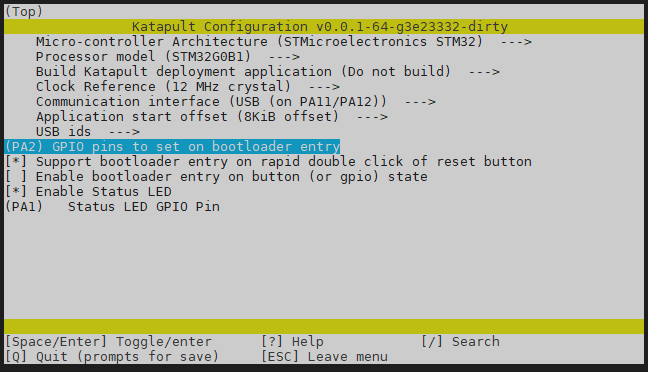 (Top)
Katapult Configuration v0.0.1-64-g3e23332-dirty
Micro-controller Architecture (STMicroelectronics STM32)  --->
Processor model (STM32G0B1)  --->
Build Katapult deployment application (Do not build)  --->
Clock Reference (12 MHz crystal)  --->
Communication interface (USB (on PA11/PA12))  --->
Application start offset (8KiB offset)  --->
USB ids  --->
(PA2) GPIO pins to set on bootloader entry
[*] Support bootloader entry on rapid double click of reset button
[ ] Enable bootloader entry on button (or gpio) state
[*] Enable Status LED
(PA1)   Status LED GPIO Pin
[Space/Enter] Toggle/enter      [?] Help            [/] Search
[Q] Quit (prompts for save)     [ESC] Leave menu